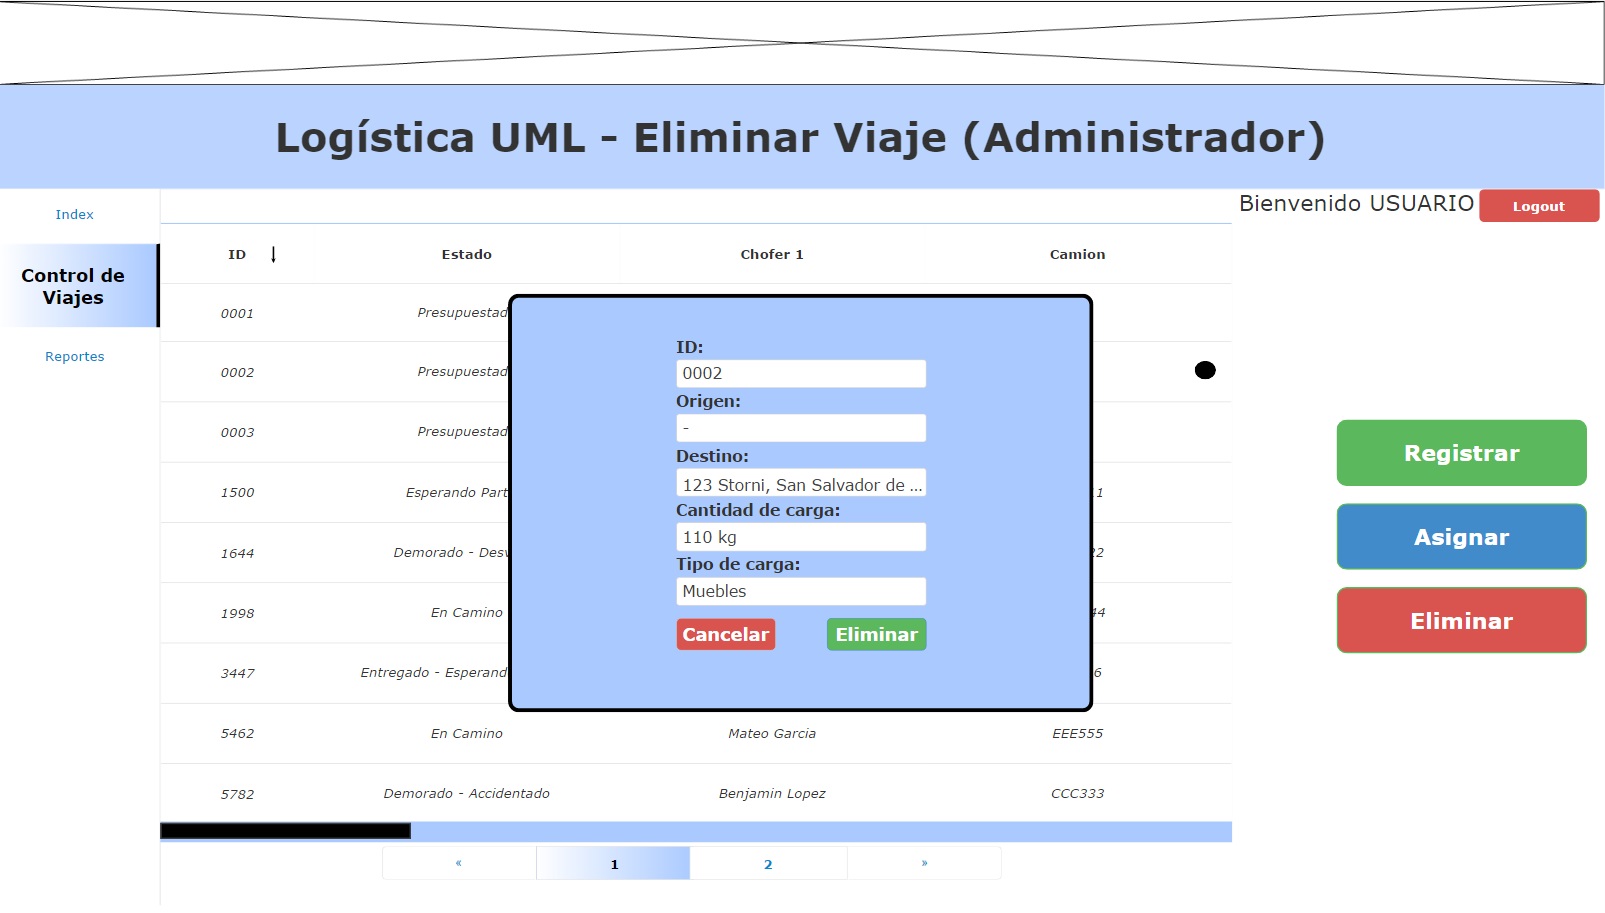 Logística UML - Eliminar Viaje (Administrador)
Bienvenido USUARIO Logout
Index
Control de
Viajes
Reportes
ID ↓ Estado Chofer 1 Camion
0001 Presupuestad
0002 Presupuestad
0003 Presupuestad
1500 Esperando Part 1
1644 Demorado - Desv 22
1998 En Camino 44
3447 Entregado - Esperand 6
5462 En Camino Mateo Garcia EEE555
5782 Demorado - Accidentado Benjamin Lopez CCC333
ID:
0002
Origen:
-
Destino:
123 Storni, San Salvador de ...
Cantidad de carga:
110 kg
Tipo de carga:
Muebles
Cancelar Eliminar
Registrar
Asignar
Eliminar
« 1 2 »